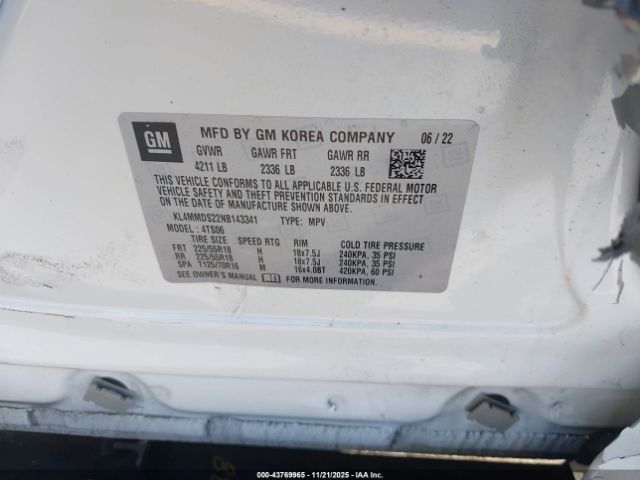 GM
MFD BY GM KOREA COMPANY 06 / 22
GVWR GAWR FRT GAWR RR
4211 LB 2336 LB 2336 LB
THIS VEHICLE CONFORMS TO ALL APPLICABLE U.S. FEDERAL MOTOR
VEHICLE SAFETY AND THEFT PREVENTION STANDARDS IN EFFECT
ON DATE OF MANUFACTURE SHOWN ABOVE.
KL4MMDS22NB143341 TYPE: MPV
MODEL: 4TS06
TIRE SIZE SPEED RTG RIM COLD TIRE PRESSURE
FRT 225/55R18 H 18x7.5J 240KPA, 35 PSI
RR 225/55R18 H 18x7.5J 240KPA, 35 PSI
SPA T125/70R16 M 16x4.0BT 420KPA, 60 PSI
SEE OWNER'S MANUAL FOR MORE INFORMATION.
000-43769965 11/21/2025 COPYRIGHT IAA, LLC.